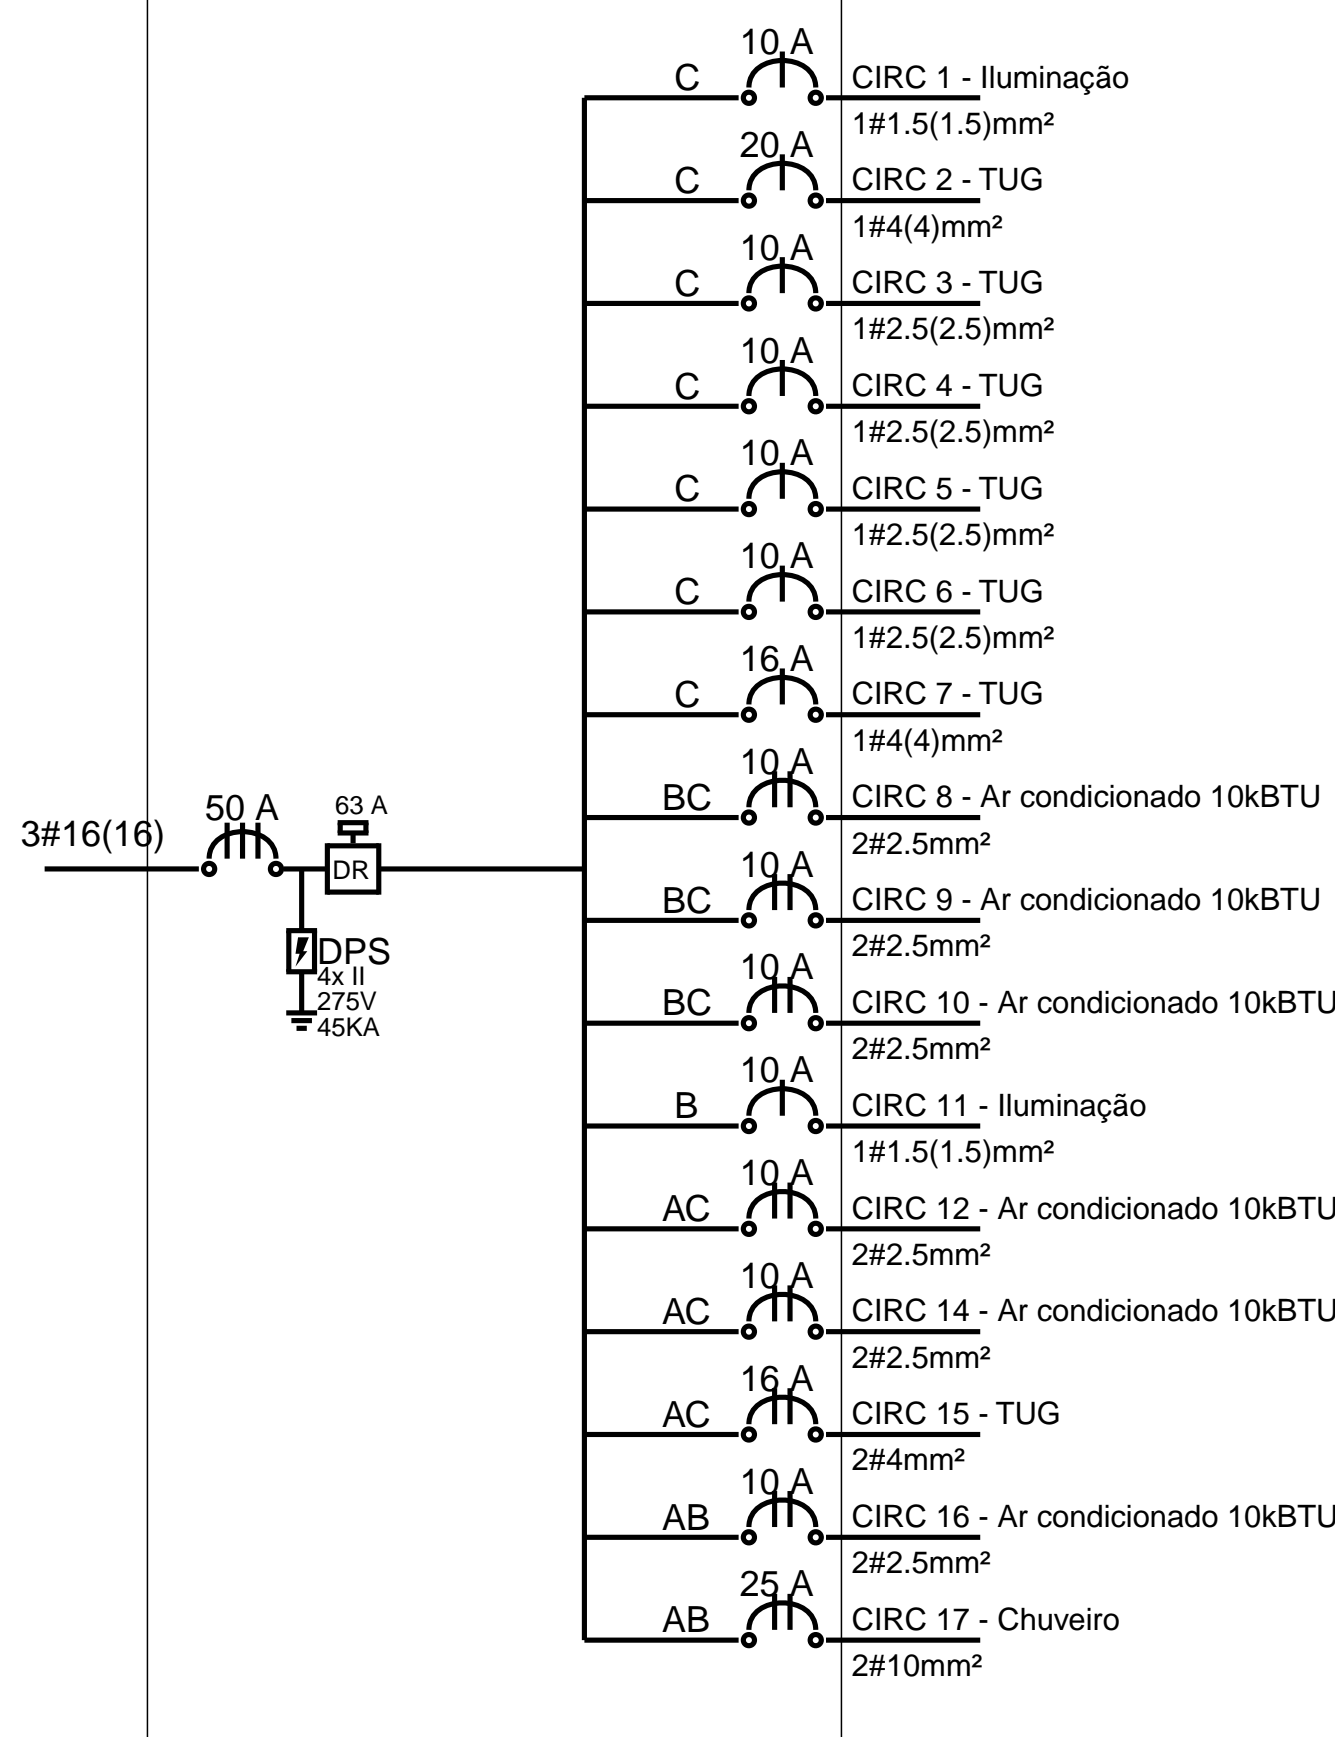 10 A
C
CIRC 1 - Iluminação
1#1.5(1.5)mm²
20 A
C
CIRC 2 - TUG
1#4(4)mm²
10 A
C
CIRC 3 - TUG
1#2.5(2.5)mm²
10 A
C
CIRC 4 - TUG
1#2.5(2.5)mm²
10 A
C
CIRC 5 - TUG
1#2.5(2.5)mm²
10 A
C
CIRC 6 - TUG
1#2.5(2.5)mm²
16 A
C
CIRC 7 - TUG
1#4(4)mm²
10 A
BC
CIRC 8 - Ar condicionado 10kBTU
2#2.5mm²
3#16(16)
50 A
63 A
DR
DPS
4x II
275V
45KA
10 A
BC
CIRC 9 - Ar condicionado 10kBTU
2#2.5mm²
10 A
BC
CIRC 10 - Ar condicionado 10kBTU
2#2.5mm²
10 A
B
CIRC 11 - Iluminação
1#1.5(1.5)mm²
10 A
AC
CIRC 12 - Ar condicionado 10kBTU
2#2.5mm²
10 A
AC
CIRC 14 - Ar condicionado 10kBTU
2#2.5mm²
16 A
AC
CIRC 15 - TUG
2#4mm²
10 A
AB
CIRC 16 - Ar condicionado 10kBTU
2#2.5mm²
25 A
AB
CIRC 17 - Chuveiro
2#10mm²